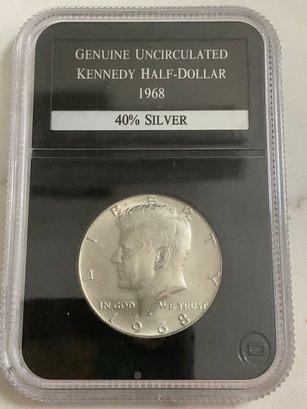 GENUINE UNCIRCULATED
KENNEDY HALF-DOLLAR
1968
40% SILVER
LIBERTY
IN GOD WE TRUST
1968